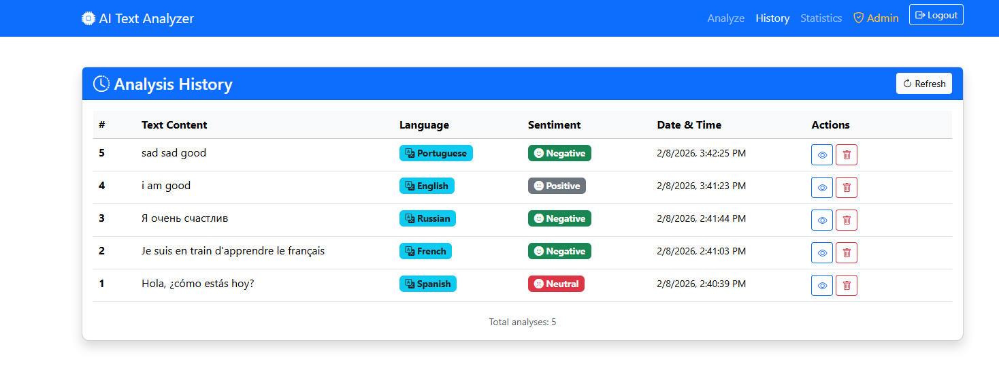 AI Text Analyzer Analyze History Statistics Admin Logout
Analysis History Refresh
# Text Content Language Sentiment Date & Time Actions
5 sad sad good Portuguese Negative 2/8/2026, 3:42:25 PM
4 i am good English Positive 2/8/2026, 3:41:23 PM
3 Я очень счастлив Russian Negative 2/8/2026, 2:41:44 PM
2 Je suis en train d'apprendre le français French Negative 2/8/2026, 2:41:03 PM
1 Hola, ¿cómo estás hoy? Spanish Neutral 2/8/2026, 2:40:39 PM
Total analyses: 5